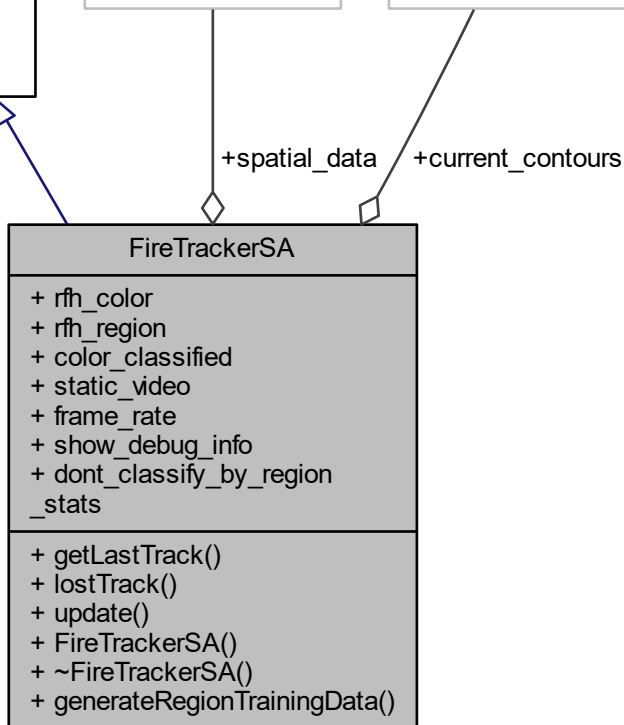 +spatial_data
+current_contours
FireTrackerSA
+ rfh_color
+ rfh_region
+ color_classified
+ static_video
+ frame_rate
+ show_debug_info
+ dont_classify_by_region
_stats
+ getLastTrack()
+ lostTrack()
+ update()
+ FireTrackerSA()
+ ~FireTrackerSA()
+ generateRegionTrainingData()